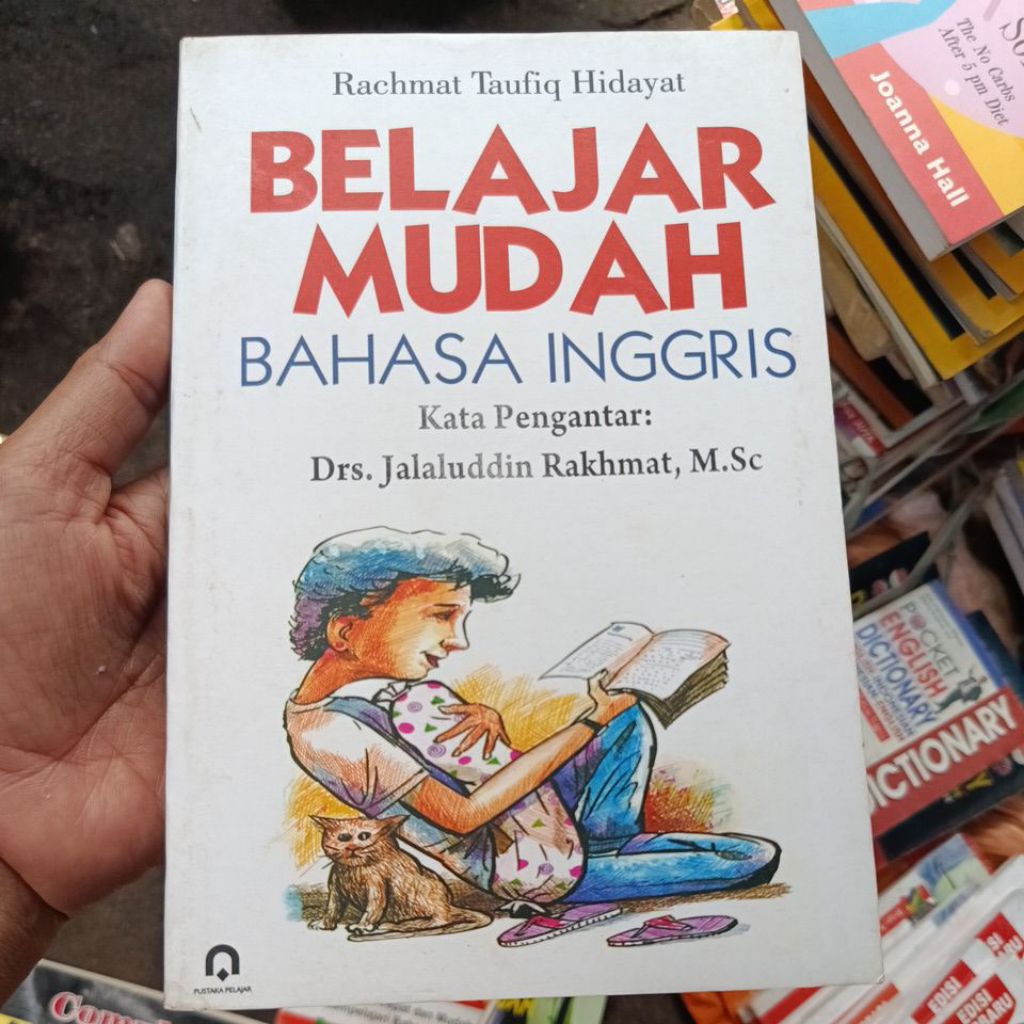 Rachmat Taufiq Hidayat
BELAJAR
MUDAH
BAHASA INGGRIS
Kata Pengantar:
Drs. Jalaluddin Rakhmat, M.Sc
PUSTAKA PELAJAR
The No Carbs
After 5 pm Diet
Joanna Hall
POCKET
ENGLISH
DICTIONARY
DICTIONARY
EDISI
BARU
EDISI